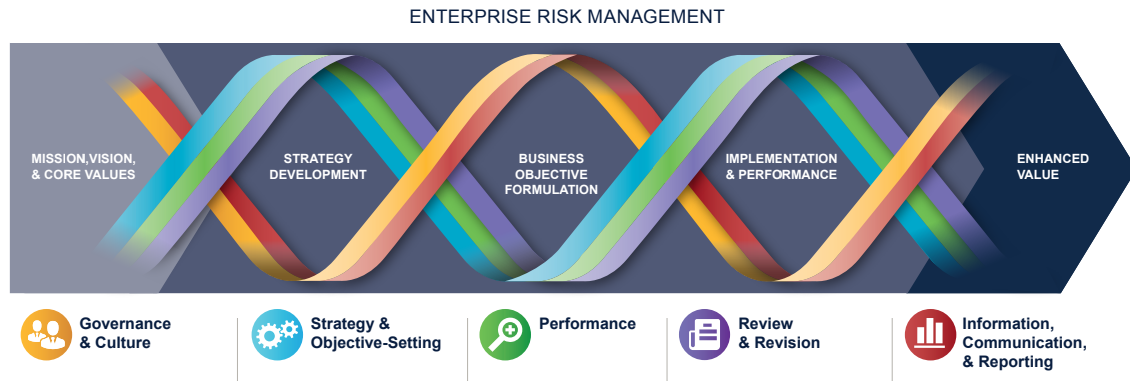 ENTERPRISE RISK MANAGEMENT
MISSION,VISION,
& CORE VALUES
STRATEGY
DEVELOPMENT
BUSINESS
OBJECTIVE
FORMULATION
IMPLEMENTATION
& PERFORMANCE
ENHANCED
VALUE
Governance
& Culture
Strategy &
Objective-Setting
Performance
Review
& Revision
Information,
Communication,
& Reporting